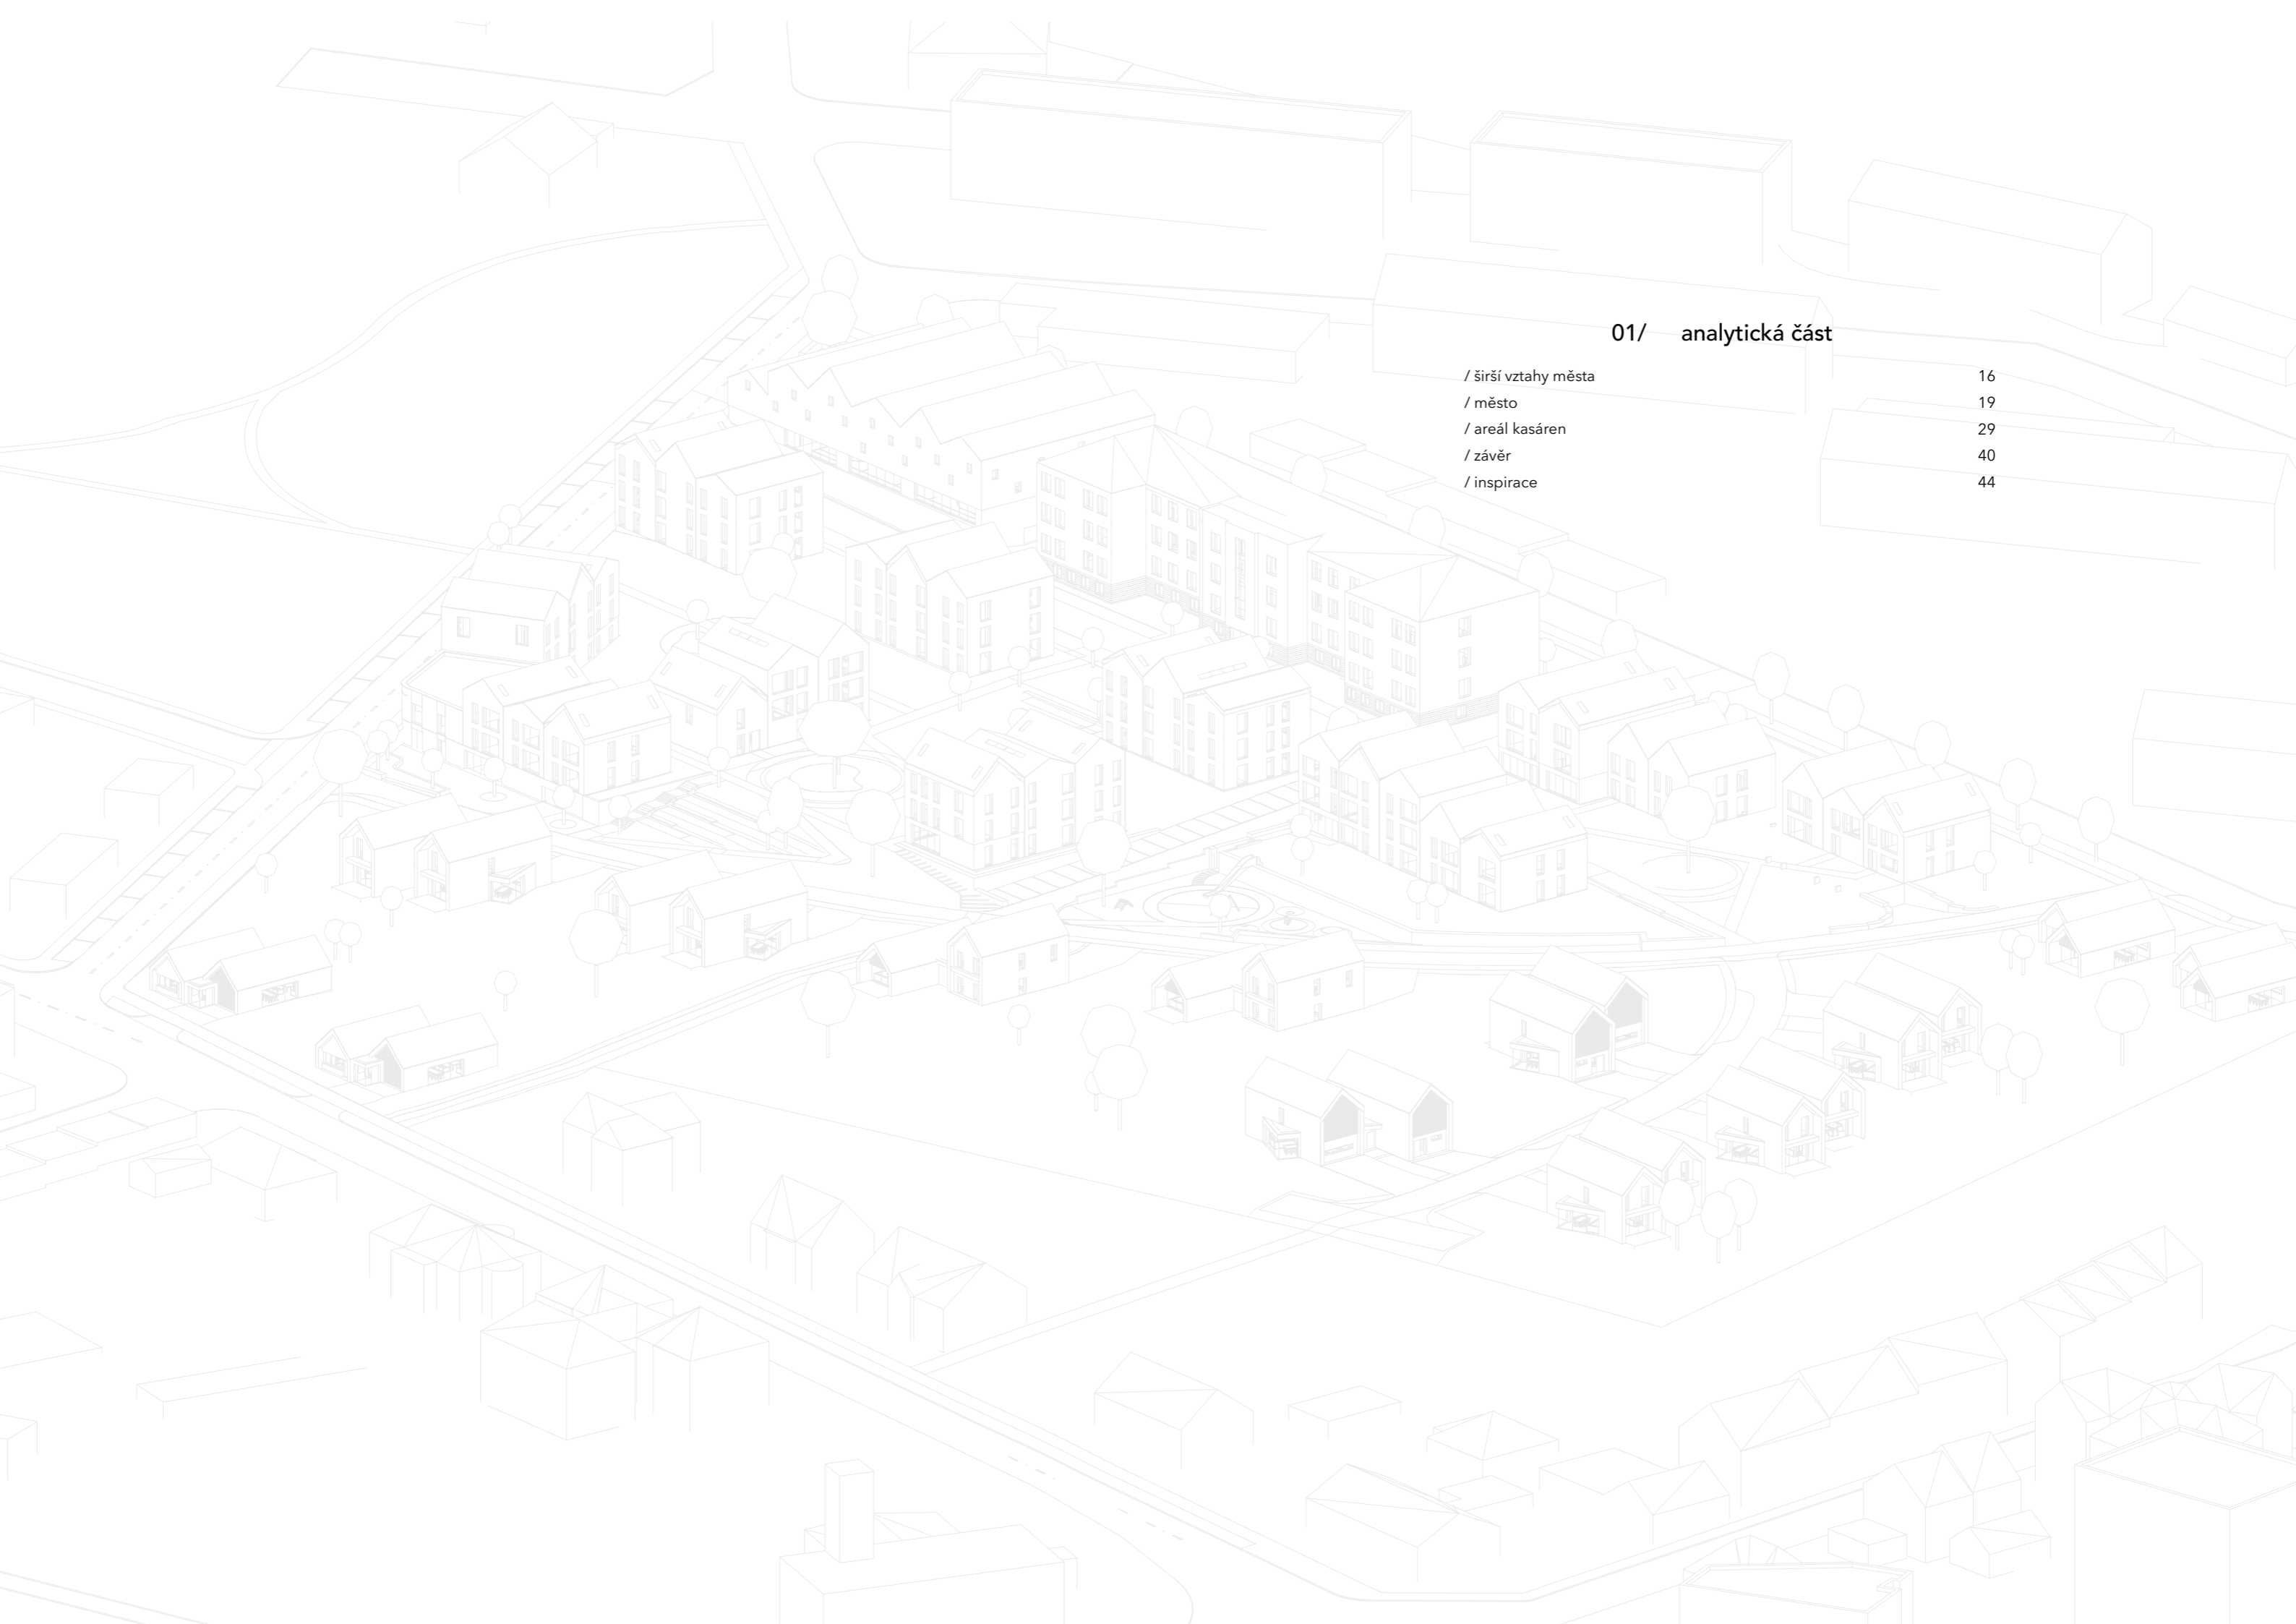 01/ analytická část
/ širší vztahy města 16
/ město 19
/ areál kasáren 29
/ závěr 40
/ inspirace 44